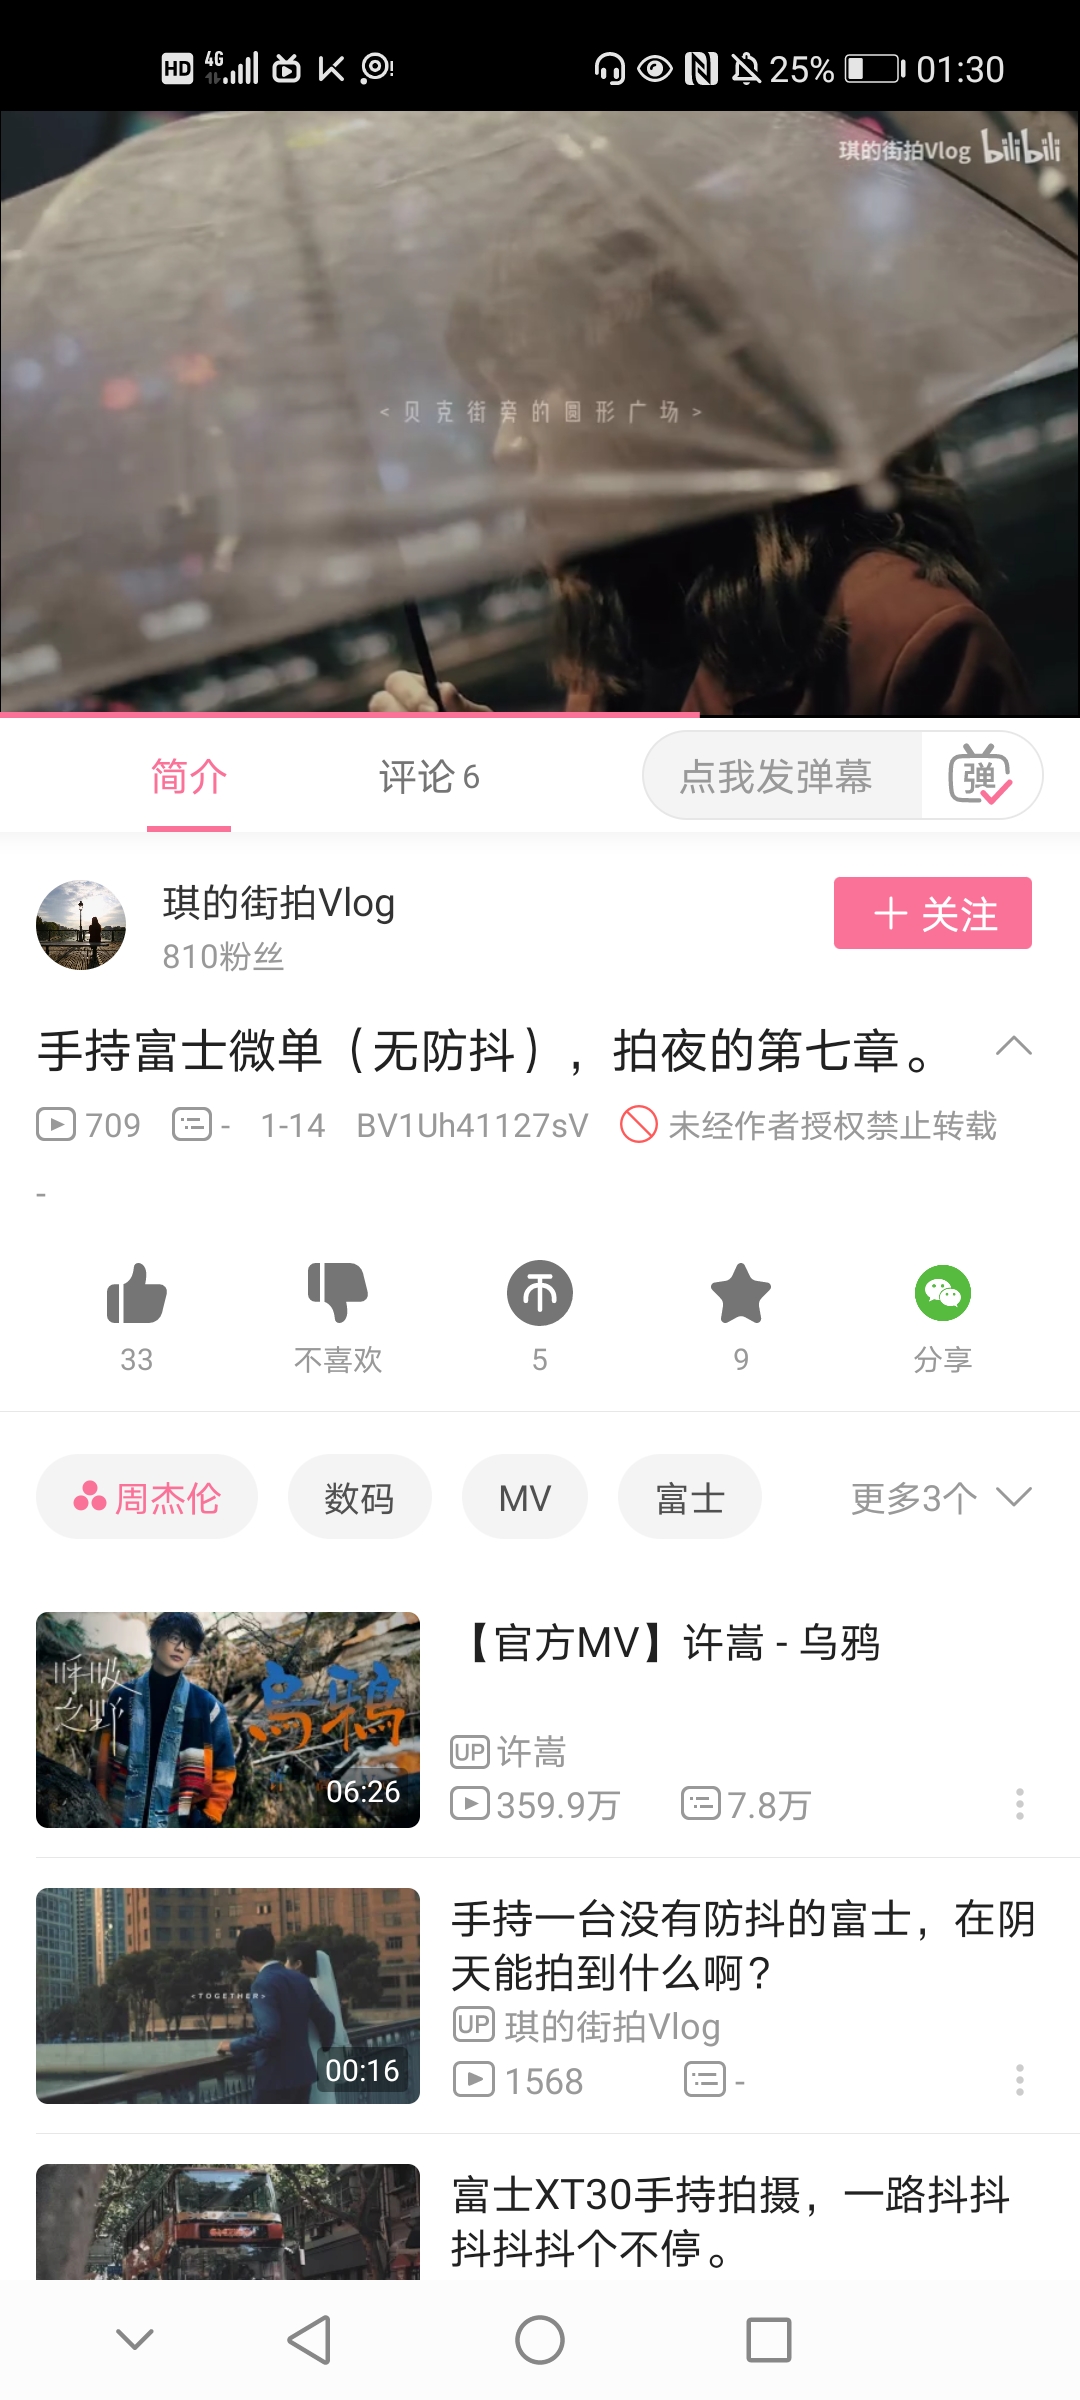 HD 4G 25% 01:30
琪的街拍Vlog bilibili
<贝克街旁的圆形广场>
简介 评论 6 点我发弹幕 弹
琪的街拍Vlog
810粉丝
+ 关注
手持富士微单（无防抖），拍夜的第七章。
709 - 1-14 BV1Uh41127sV 未经作者授权禁止转载
-
33 不喜欢 5 9 分享
周杰伦 数码 MV 富士 更多3个
呼吸之野 乌鸦 06:26
【官方MV】许嵩 - 乌鸦
UP 许嵩
359.9万 7.8万
<TOGETHER>
00:16
手持一台没有防抖的富士，在阴
天能拍到什么啊？
UP 琪的街拍Vlog
1568 -
富士XT30手持拍摄，一路抖抖
抖抖抖个不停。